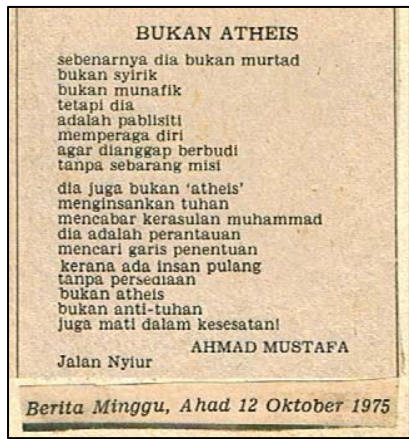 BUKAN ATHEIS
sebenarnya dia bukan murtad
bukan syirik
bukan munafik
tetapi dia
adalah pablisiti
memperaga diri
agar dianggap berbudi
tanpa sebarang misi
dia juga bukan 'atheis'
menginsankan tuhan
mencabar kerasulan muhammad
dia adalah perantauan
mencari garis penentuan
kerana ada insan pulang
tanpa persediaan
bukan atheis
bukan anti-tuhan
juga mati dalam kesesatan!
AHMAD MUSTAFA
Jalan Nyiur
Berita Minggu, Ahad 12 Oktober 1975